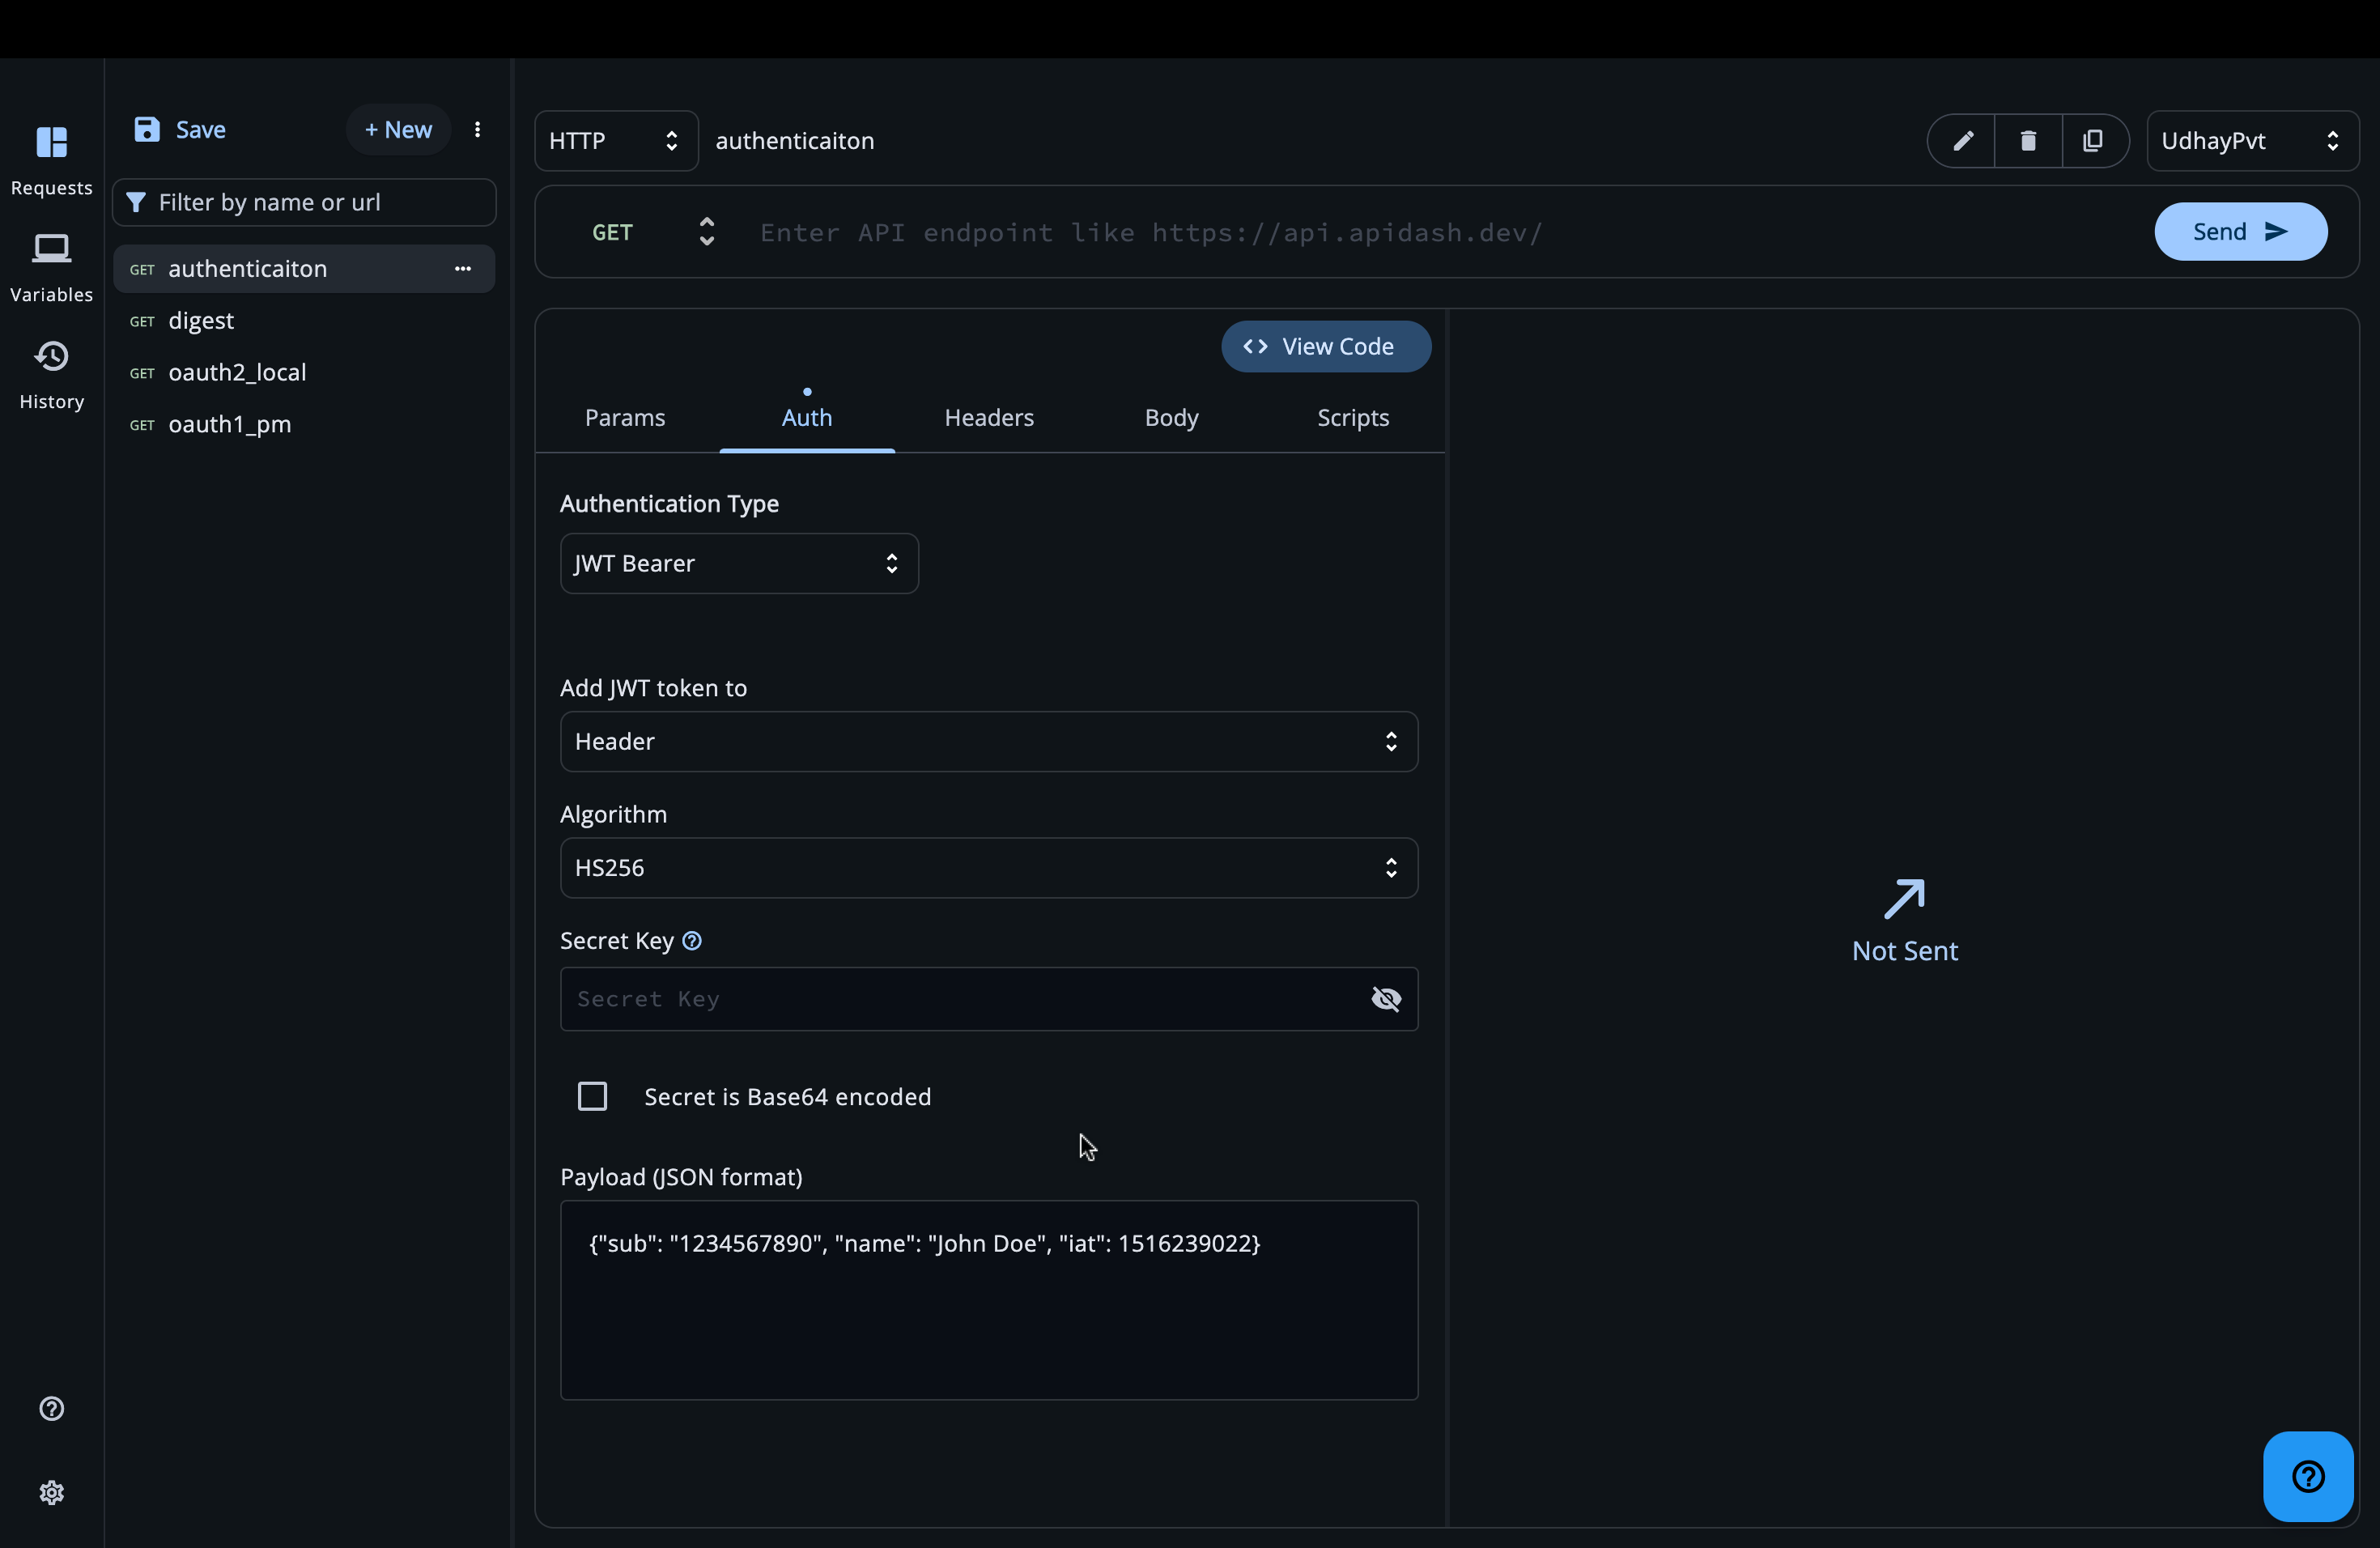 Requests
Variables
History
Save
+ New
Filter by name or url
GET authenticaiton
GET digest
GET oauth2_local
GET oauth1_pm
HTTP
authenticaiton
UdhayPvt
GET
Enter API endpoint like https://api.apidash.dev/
Send
View Code
Params
Auth
Headers
Body
Scripts
Authentication Type
JWT Bearer
Add JWT token to
Header
Algorithm
HS256
Secret Key
Secret Key
Secret is Base64 encoded
Payload (JSON format)
{"sub": "1234567890", "name": "John Doe", "iat": 1516239022}
Not Sent